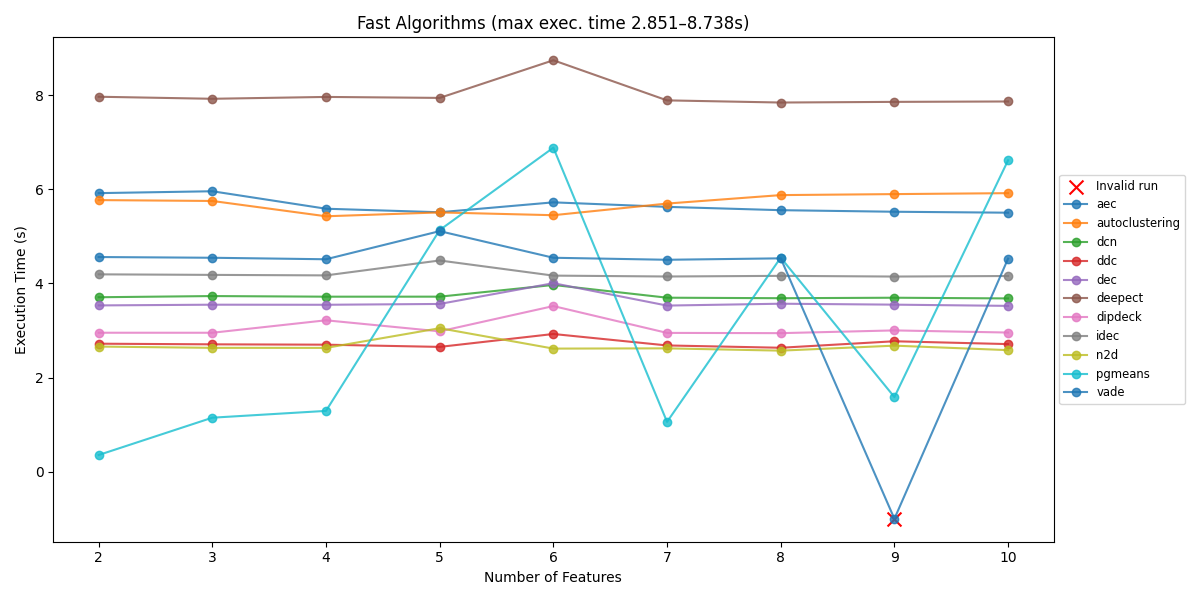 Fast Algorithms (max exec. time 2.851–8.738s)
Execution Time (s)
8
6
4
2
0
2 3 4 5 6 7 8 9 10
Number of Features
Invalid run
aec
autoclustering
dcn
ddc
dec
deepect
dipdeck
idec
n2d
pgmeans
vade